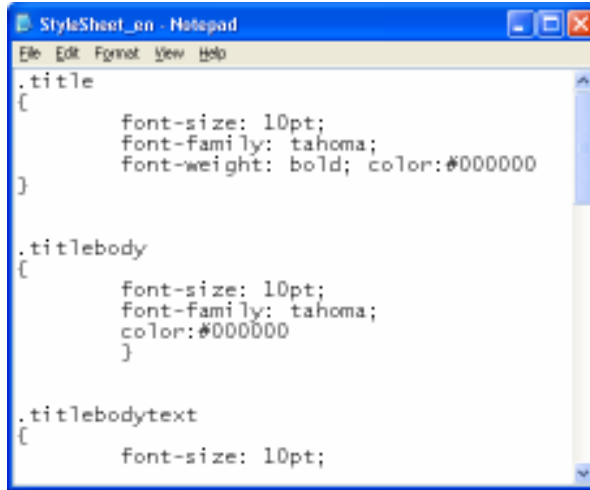 StyleSheet_en - Notepad
File Edit Format View Help
.title
{
font-size: 10pt;
font-family: tahoma;
font-weight: bold; color:#000000
}
.titlebody
{
font-size: 10pt;
font-family: tahoma;
color:#000000
}
.titlebodytext
{
font-size: 10pt;